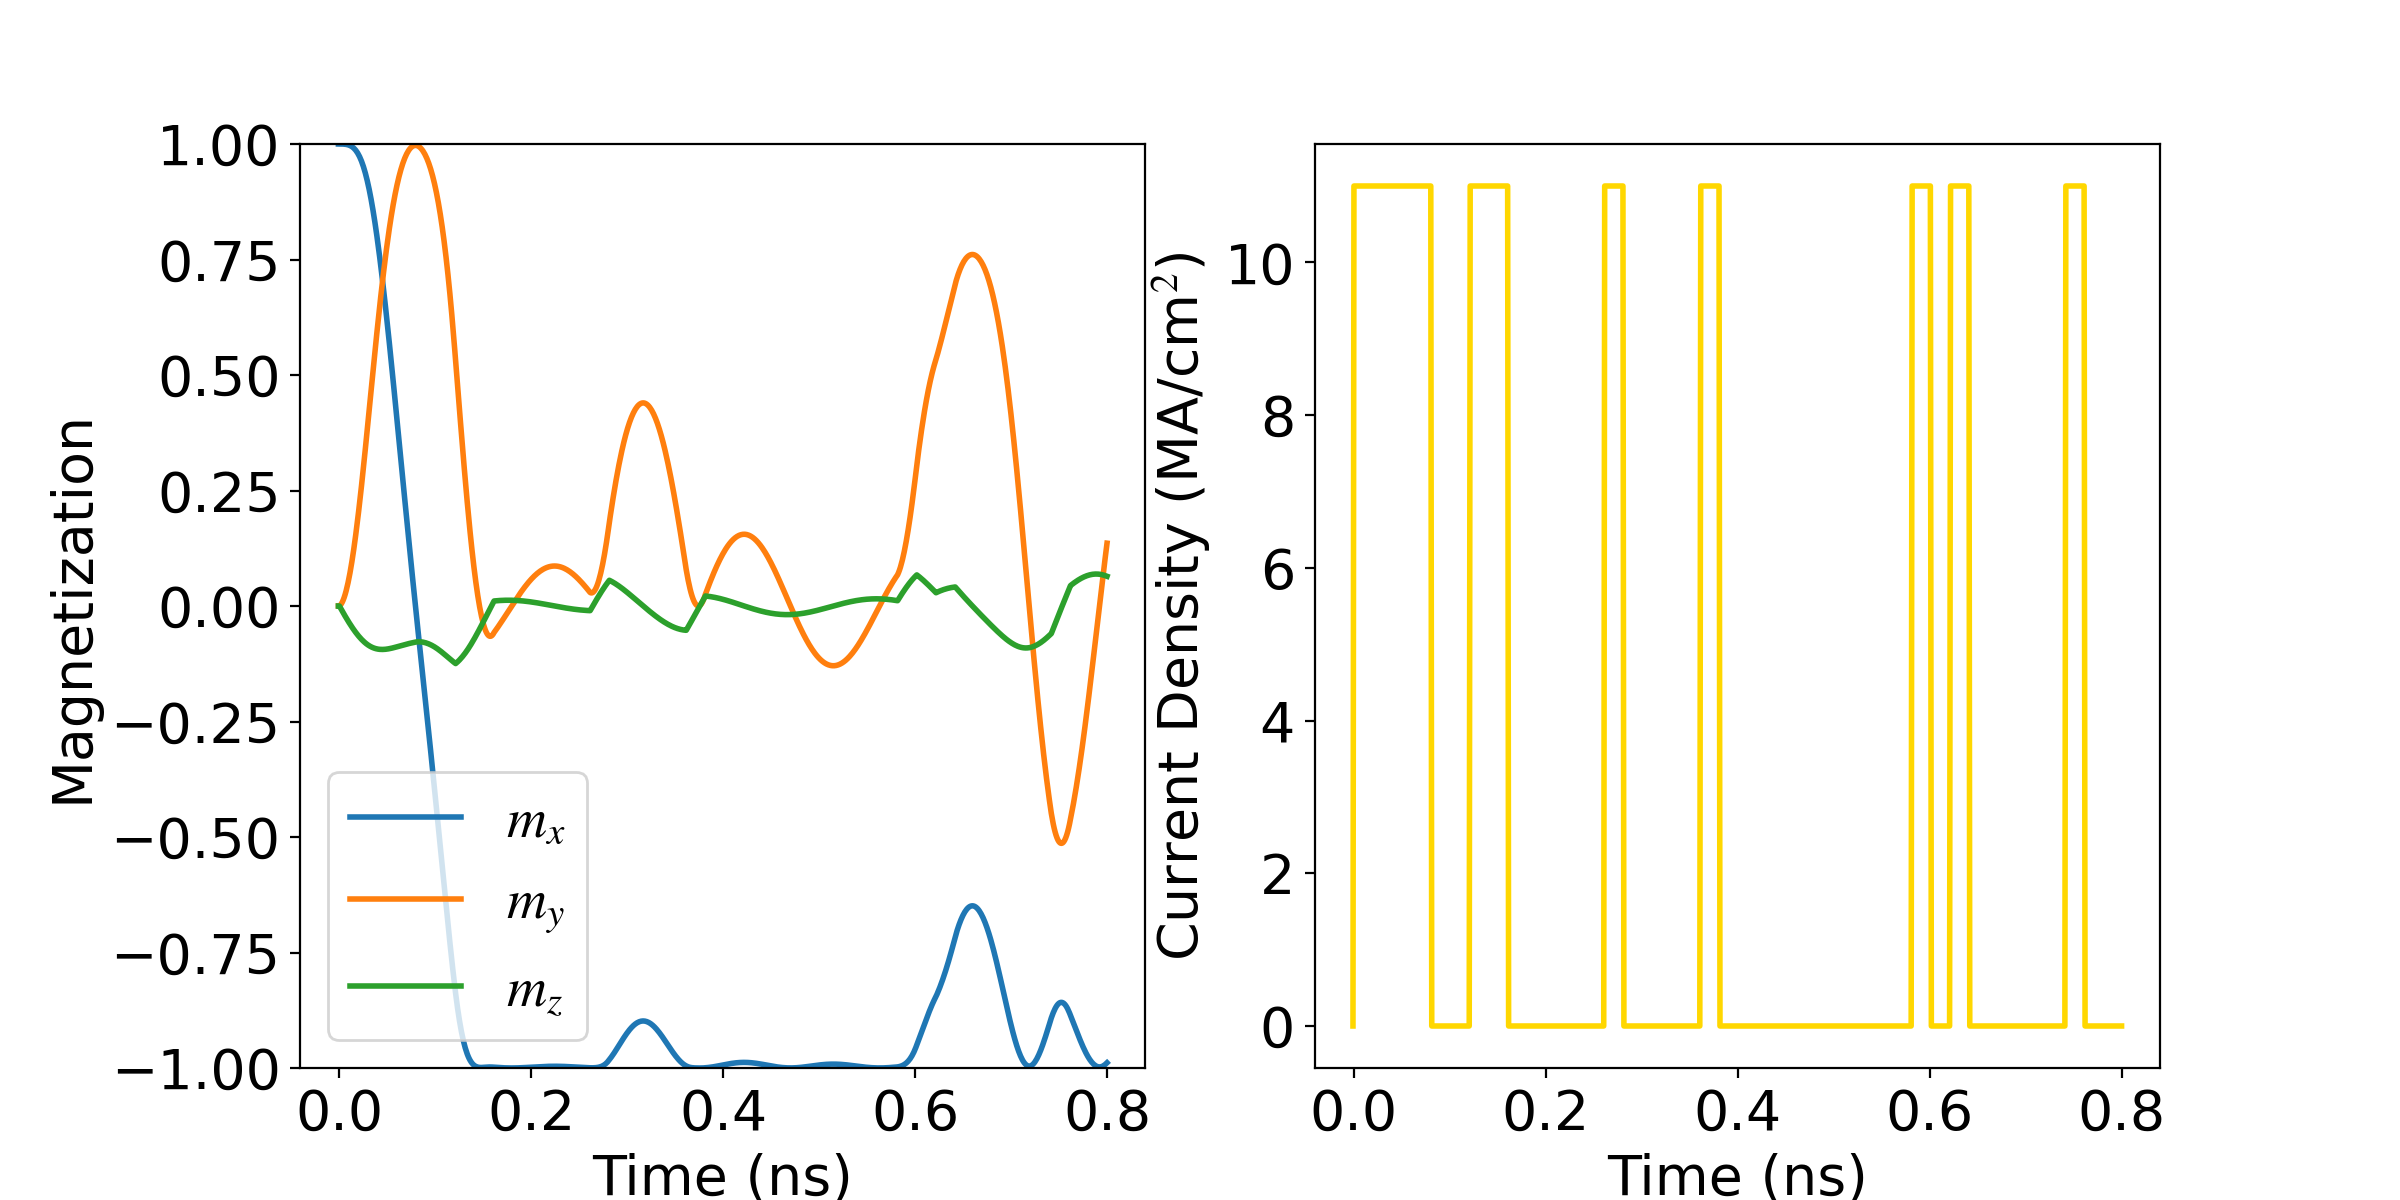 Magnetization
1.00
0.75
0.50
0.25
0.00
−0.25
−0.50
−0.75
−1.00
m_x
m_y
m_z
0.0 0.2 0.4 0.6 0.8
Time (ns)
Current Density (MA/cm²)
10
8
6
4
2
0
0.0 0.2 0.4 0.6 0.8
Time (ns)